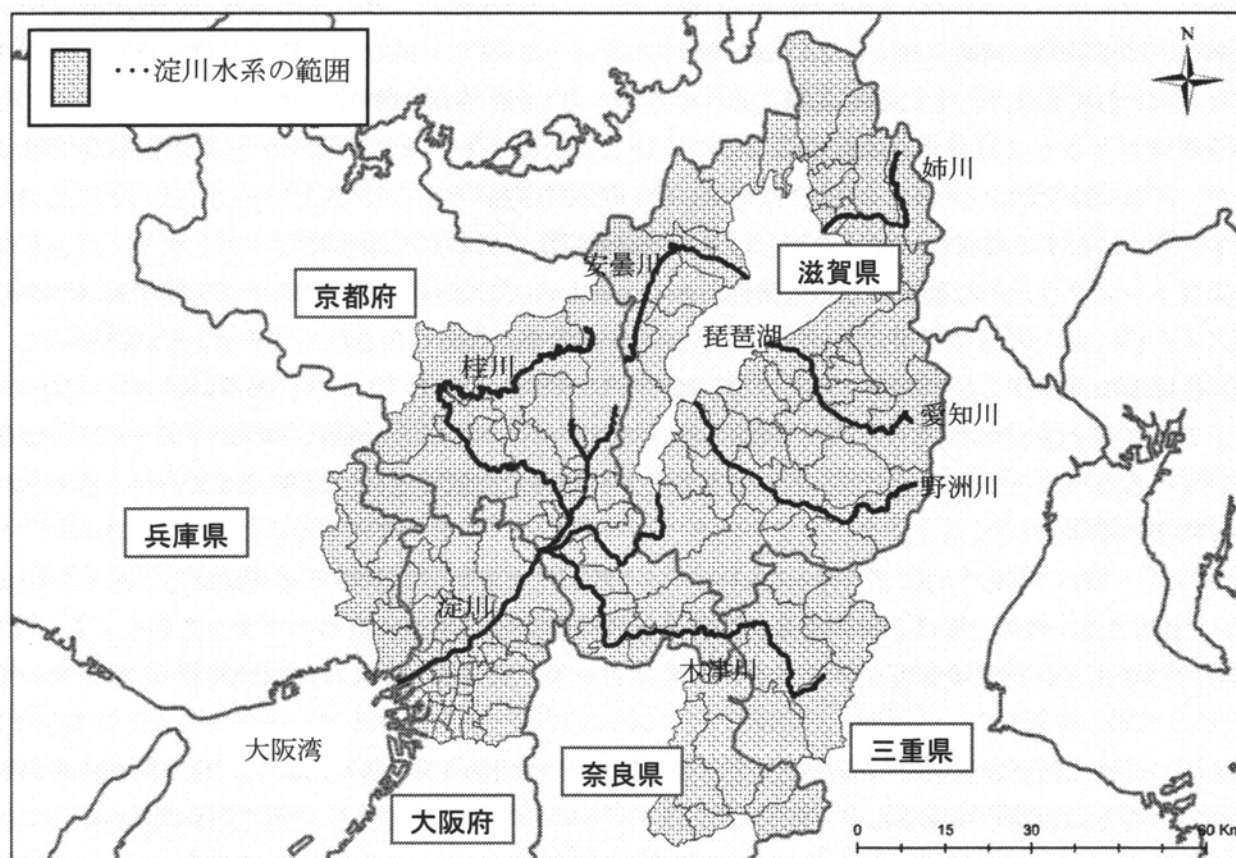 ･･･淀川水系の範囲
N
姉川
安曇川
滋賀県
京都府
琵琶湖
桂川
愛知川
野洲川
兵庫県
淀川
木津川
大阪湾
三重県
奈良県
大阪府
0 15 30 60 Km